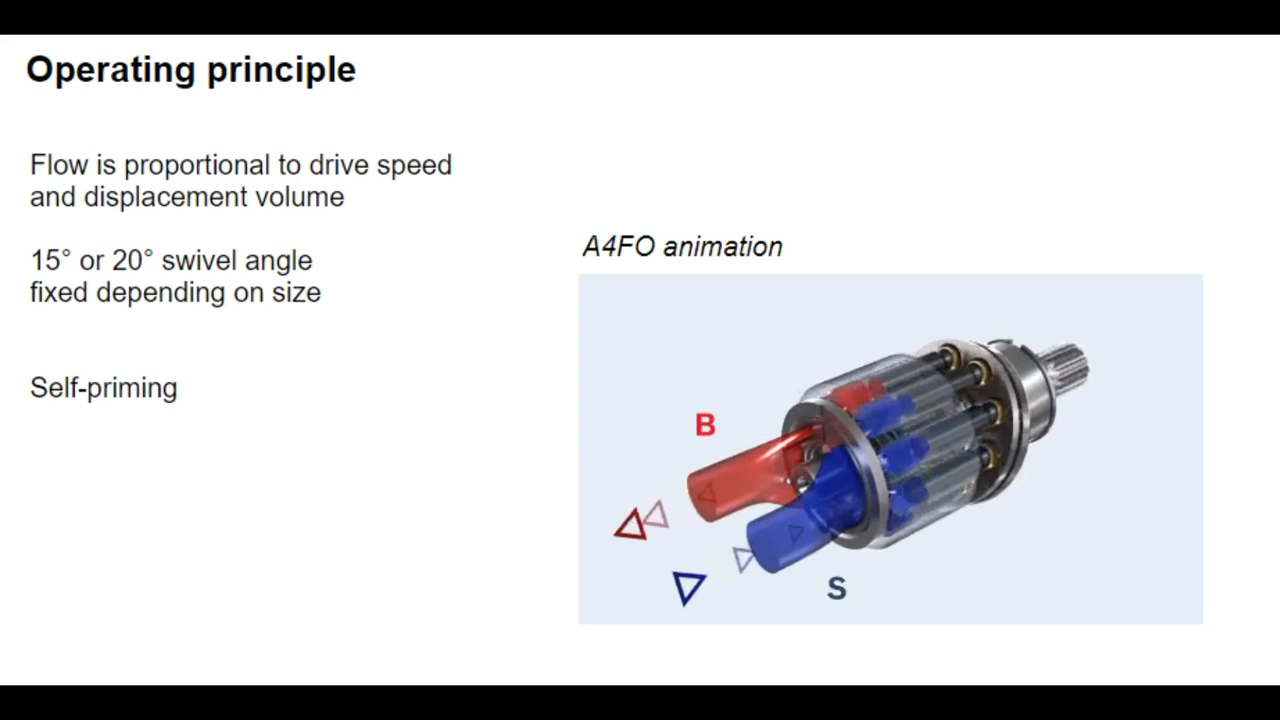 Operating principle
Flow is proportional to drive speed
and displacement volume
15° or 20° swivel angle
fixed depending on size
Self-priming
A4FO animation
B
S